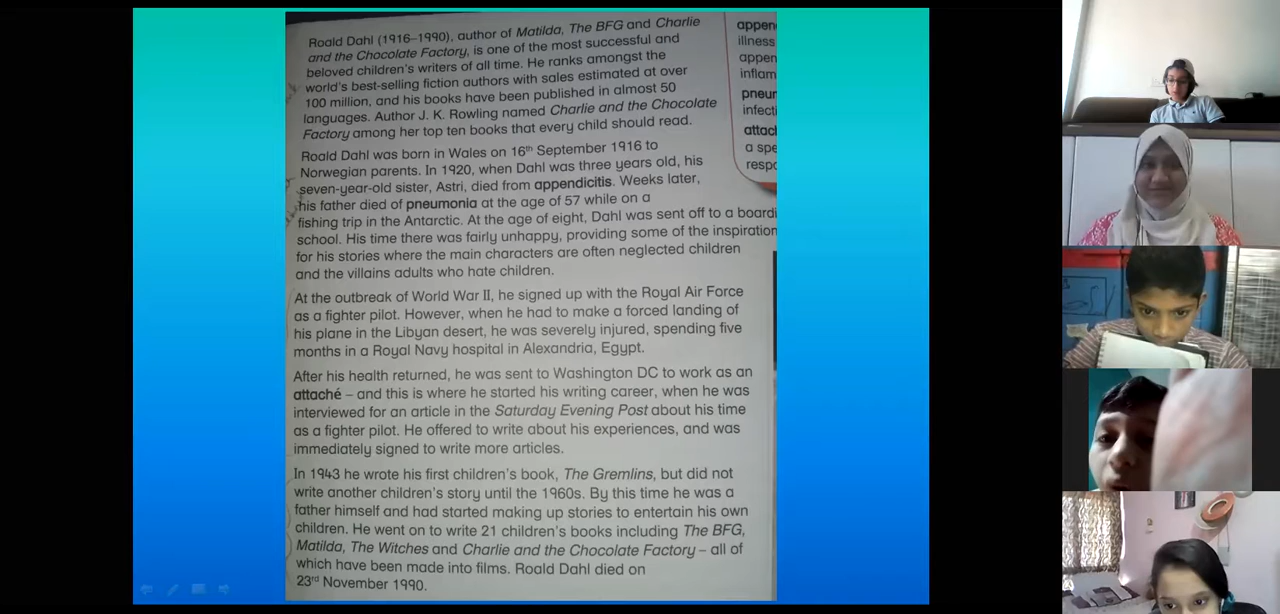 Roald Dahl (1916–1990), author of Matilda, The BFG and Charlie
and the Chocolate Factory, is one of the most successful and
beloved children's writers of all time. He ranks amongst the
world's best-selling fiction authors with sales estimated at over
100 million, and his books have been published in almost 50
languages. Author J. K. Rowling named Charlie and the Chocolate
Factory among her top ten books that every child should read.
Roald Dahl was born in Wales on 16th September 1916 to
Norwegian parents. In 1920, when Dahl was three years old, his
seven-year-old sister, Astri, died from appendicitis. Weeks later,
his father died of pneumonia at the age of 57 while on a
fishing trip in the Antarctic. At the age of eight, Dahl was sent off to a boardi
school. His time there was fairly unhappy, providing some of the inspiration
for his stories where the main characters are often neglected children
and the villains adults who hate children.
At the outbreak of World War II, he signed up with the Royal Air Force
as a fighter pilot. However, when he had to make a forced landing of
his plane in the Libyan desert, he was severely injured, spending five
months in a Royal Navy hospital in Alexandria, Egypt.
After his health returned, he was sent to Washington DC to work as an
attaché – and this is where he started his writing career, when he was
interviewed for an article in the Saturday Evening Post about his time
as a fighter pilot. He offered to write about his experiences, and was
immediately signed to write more articles.
In 1943 he wrote his first children's book, The Gremlins, but did not
write another children's story until the 1960s. By this time he was a
father himself and had started making up stories to entertain his own
children. He went on to write 21 children's books including The BFG,
Matilda, The Witches and Charlie and the Chocolate Factory – all of
which have been made into films. Roald Dahl died on
23rd November 1990.
appen
illness
appen
inflam
pneur
infecti
attacl
a spe
respo